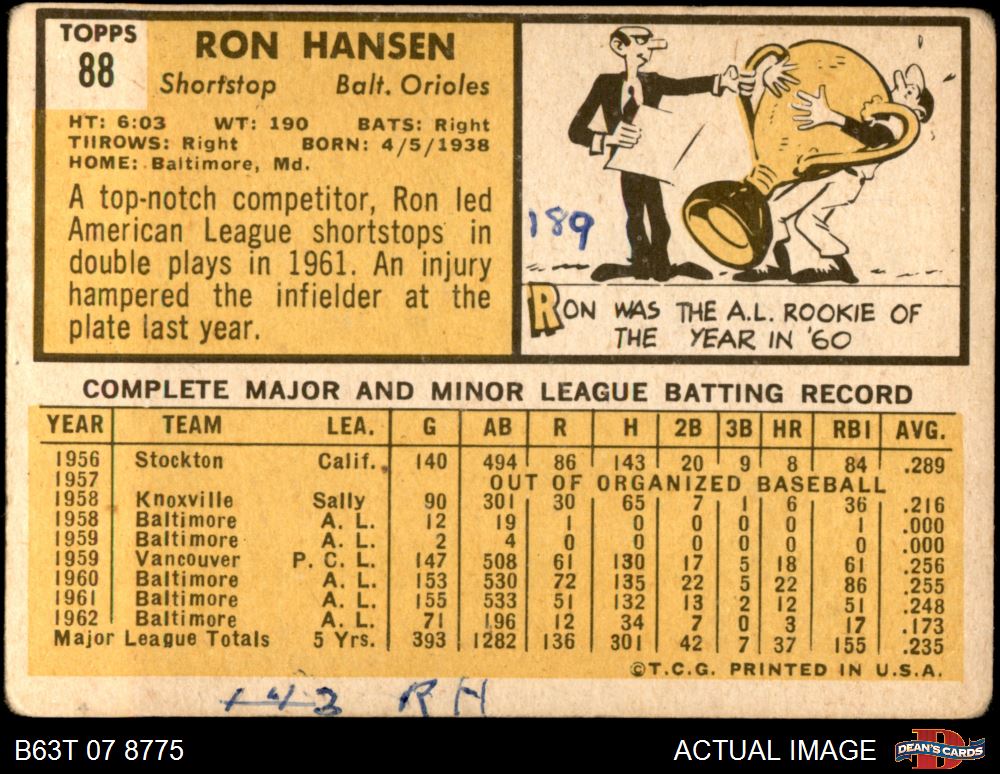 TOPPS
88
RON HANSEN
Shortstop Balt. Orioles
HT: 6:03 WT: 190 BATS: Right
THROWS: Right BORN: 4/5/1938
HOME: Baltimore, Md.
A top-notch competitor, Ron led
American League shortstops in
double plays in 1961. An injury
hampered the infielder at the
plate last year.
189
RON WAS THE A.L. ROOKIE OF
THE YEAR IN '60
COMPLETE MAJOR AND MINOR LEAGUE BATTING RECORD
YEAR TEAM LEA. G AB R H 2B 3B HR RBI AVG.
1956 Stockton Calif. 140 494 86 143 20 9 8 84 .289
1957 OUT OF ORGANIZED BASEBALL
1958 Knoxville Sally 90 301 30 65 7 1 6 36 .216
1958 Baltimore A. L. 12 19 1 0 0 0 0 1 .000
1959 Baltimore A. L. 2 4 0 0 0 0 0 0 .000
1959 Vancouver P. C. L. 147 508 61 130 17 5 18 61 .256
1960 Baltimore A. L. 153 530 72 135 22 5 22 86 .255
1961 Baltimore A. L. 155 533 51 132 13 2 12 51 .248
1962 Baltimore A. L. 71 196 12 34 7 0 3 17 .173
Major League Totals 5 Yrs. 393 1282 136 301 42 7 37 155 .235
©T.C.G. PRINTED IN U.S.A.
143 RH
B63T 07 8775 ACTUAL IMAGE DEAN'S CARDS